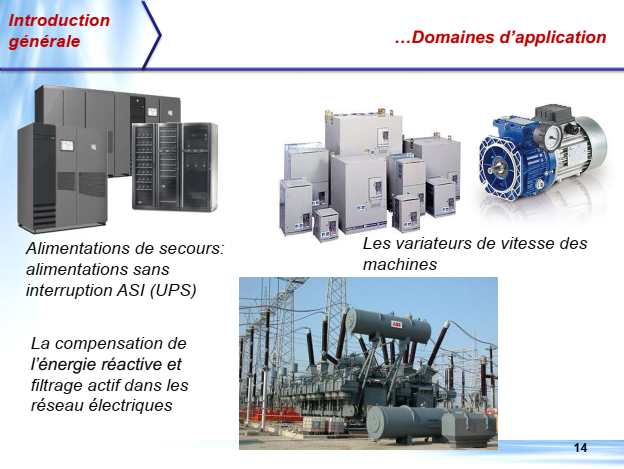 Introduction
générale
…Domaines d’application
Alimentations de secours:
alimentations sans
interruption ASI (UPS)
Les variateurs de vitesse des
machines
La compensation de
l’énergie réactive et
filtrage actif dans les
réseau électriques
ABB
14